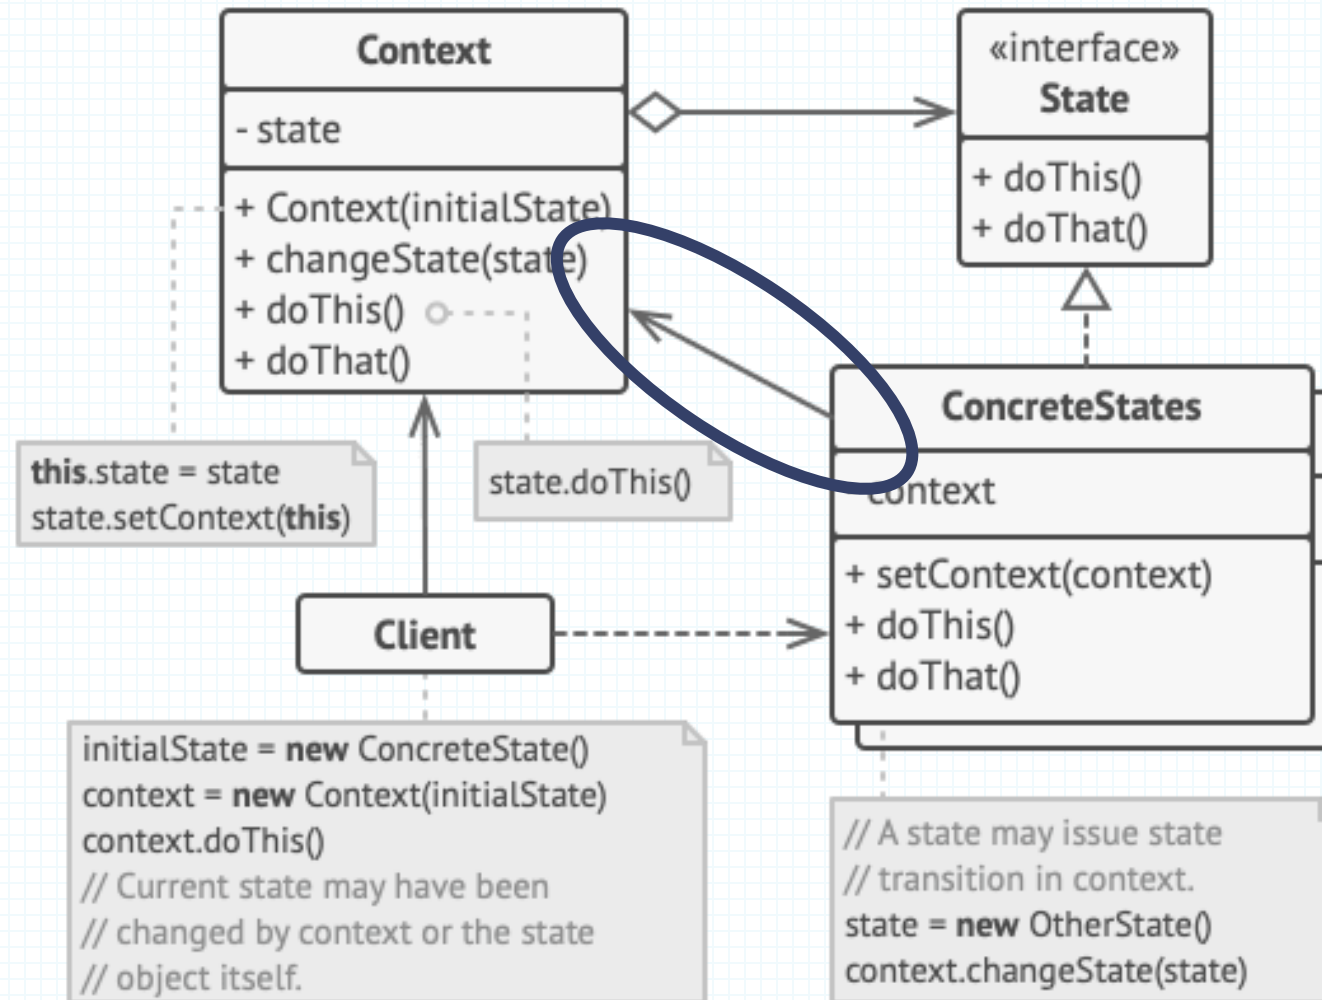 Context
- state
+ Context(initialState)
+ changeState(state)
+ doThis()
+ doThat()
«interface»
State
+ doThis()
+ doThat()
this.state = state
state.setContext(this)
state.doThis()
ConcreteStates
context
+ setContext(context)
+ doThis()
+ doThat()
Client
initialState = new ConcreteState()
context = new Context(initialState)
context.doThis()
// Current state may have been
// changed by context or the state
// object itself.
// A state may issue state
// transition in context.
state = new OtherState()
context.changeState(state)